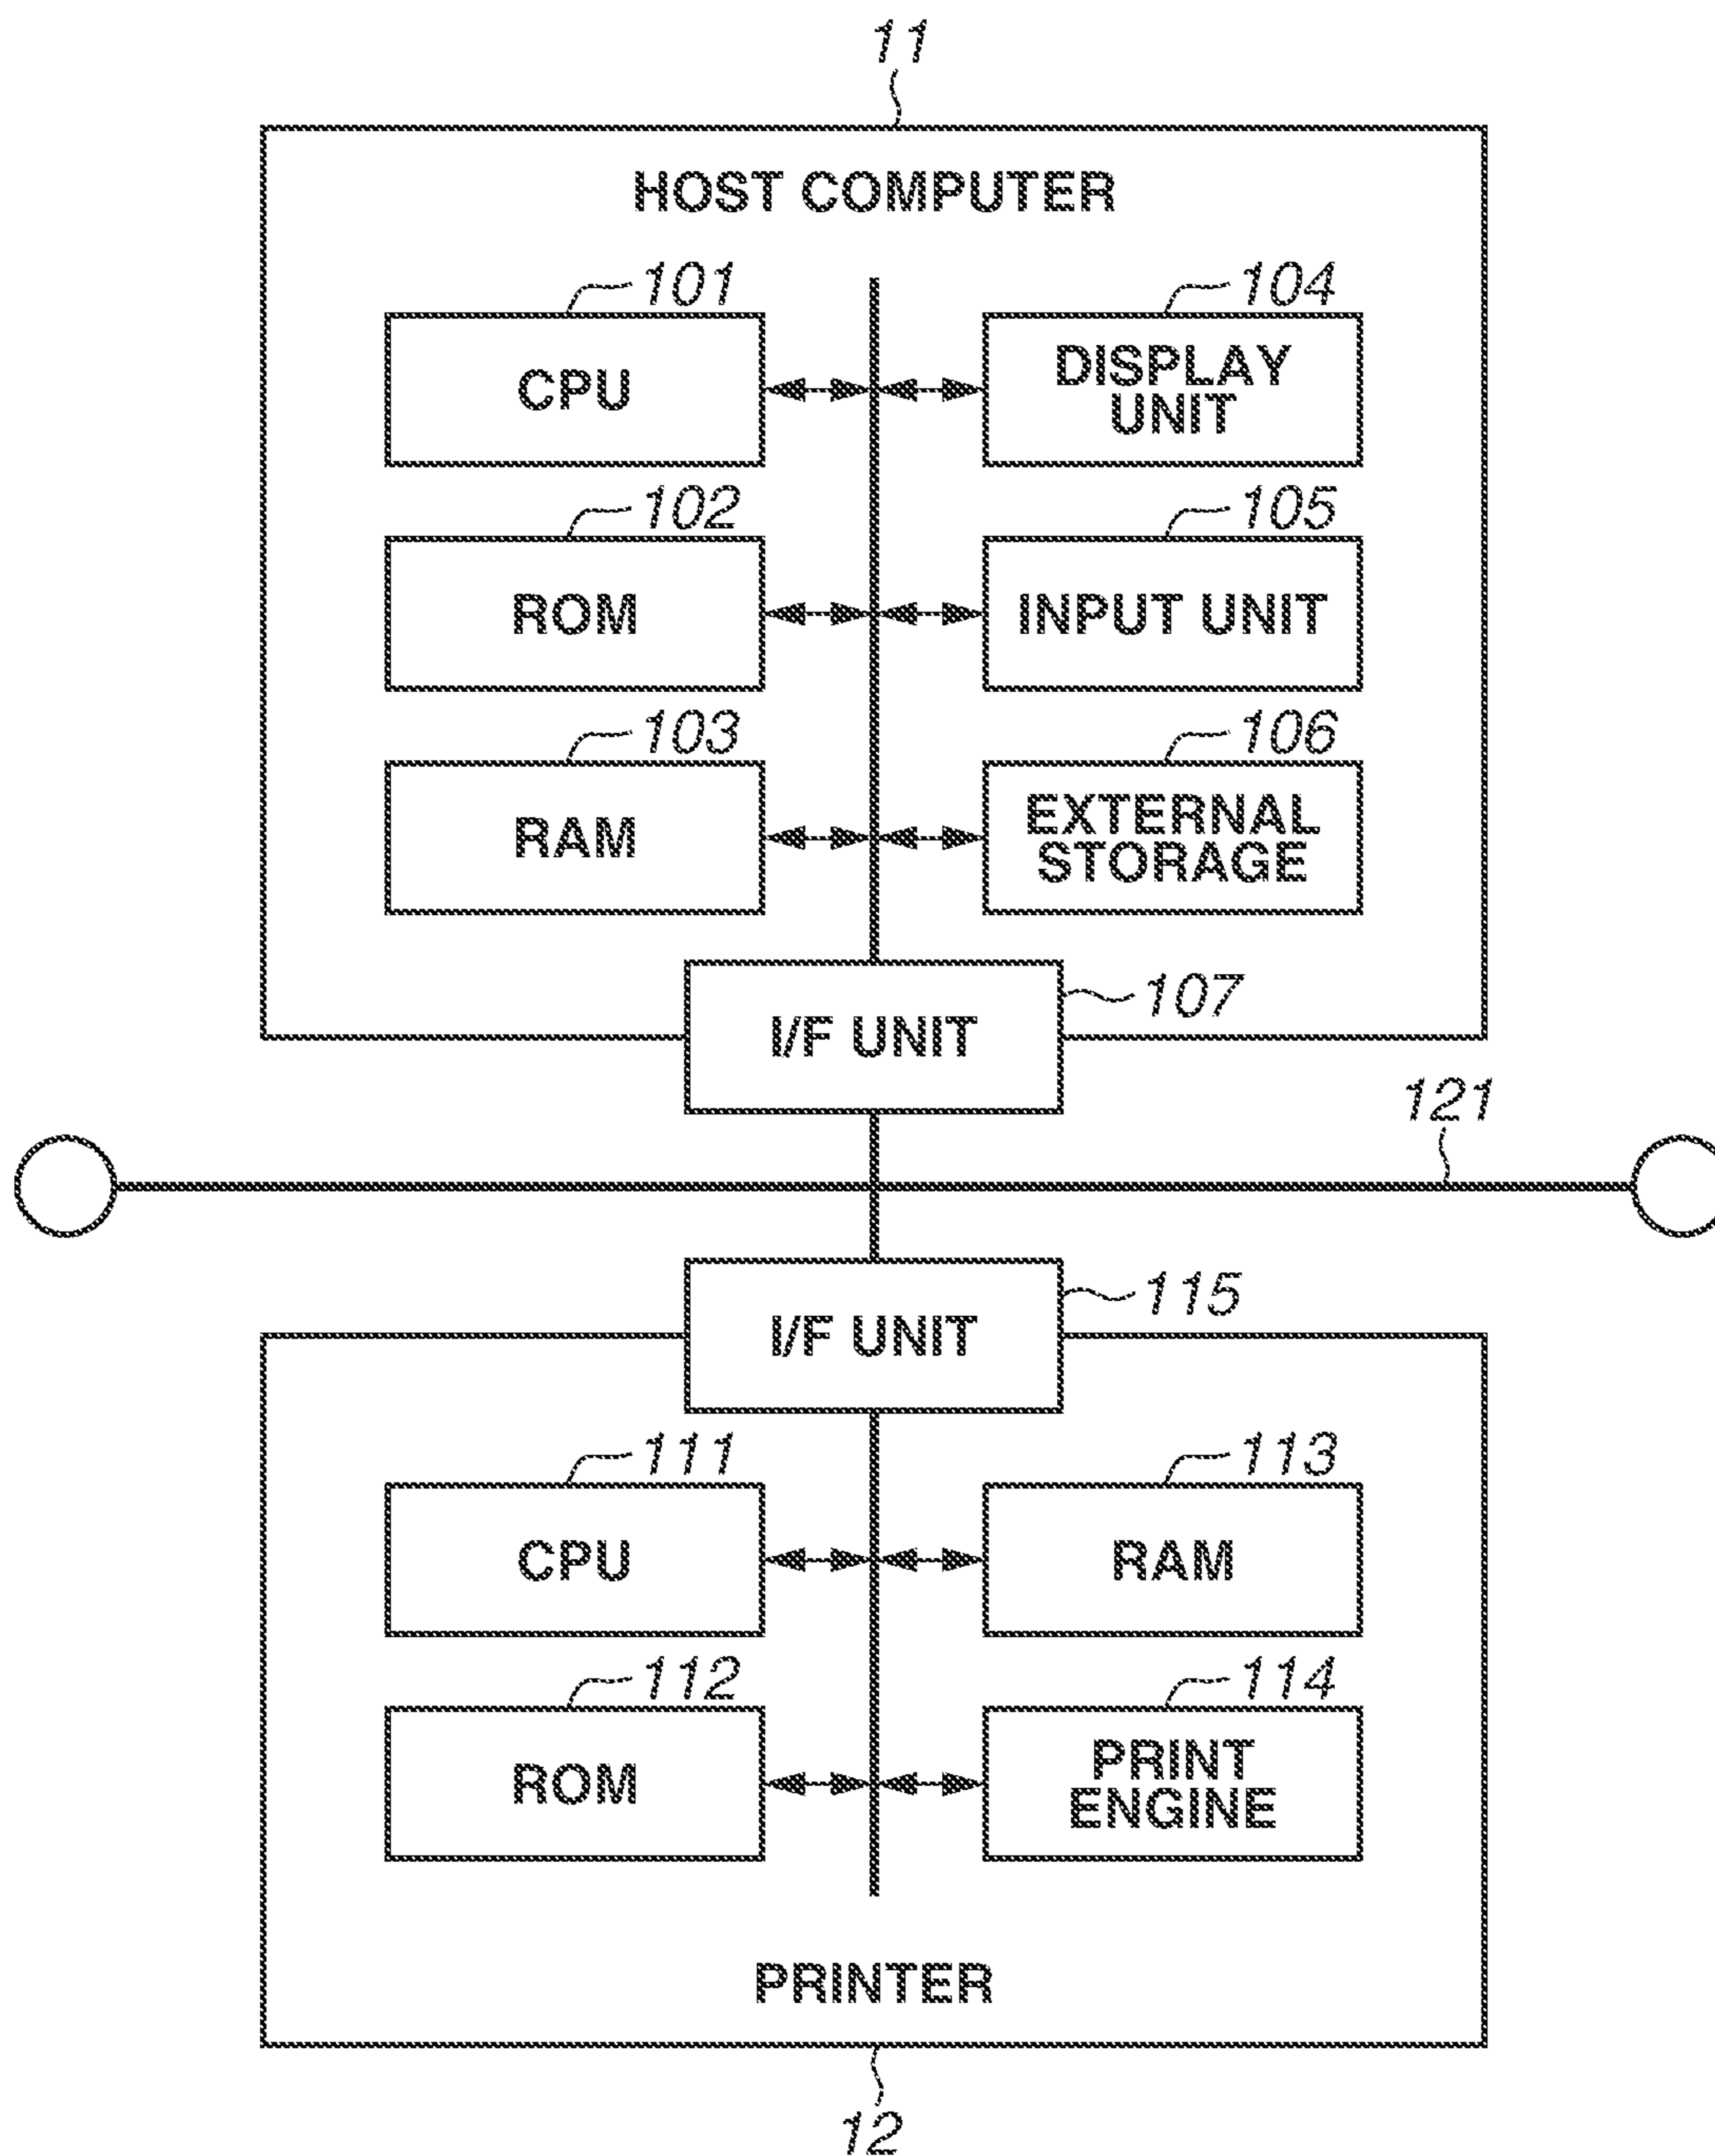 11
HOST COMPUTER
101
104
CPU
DISPLAY
UNIT
102
105
ROM
INPUT UNIT
103
106
RAM
EXTERNAL
STORAGE
107
I/F UNIT
121
115
I/F UNIT
111
113
CPU
RAM
112
114
ROM
PRINT
ENGINE
PRINTER
12